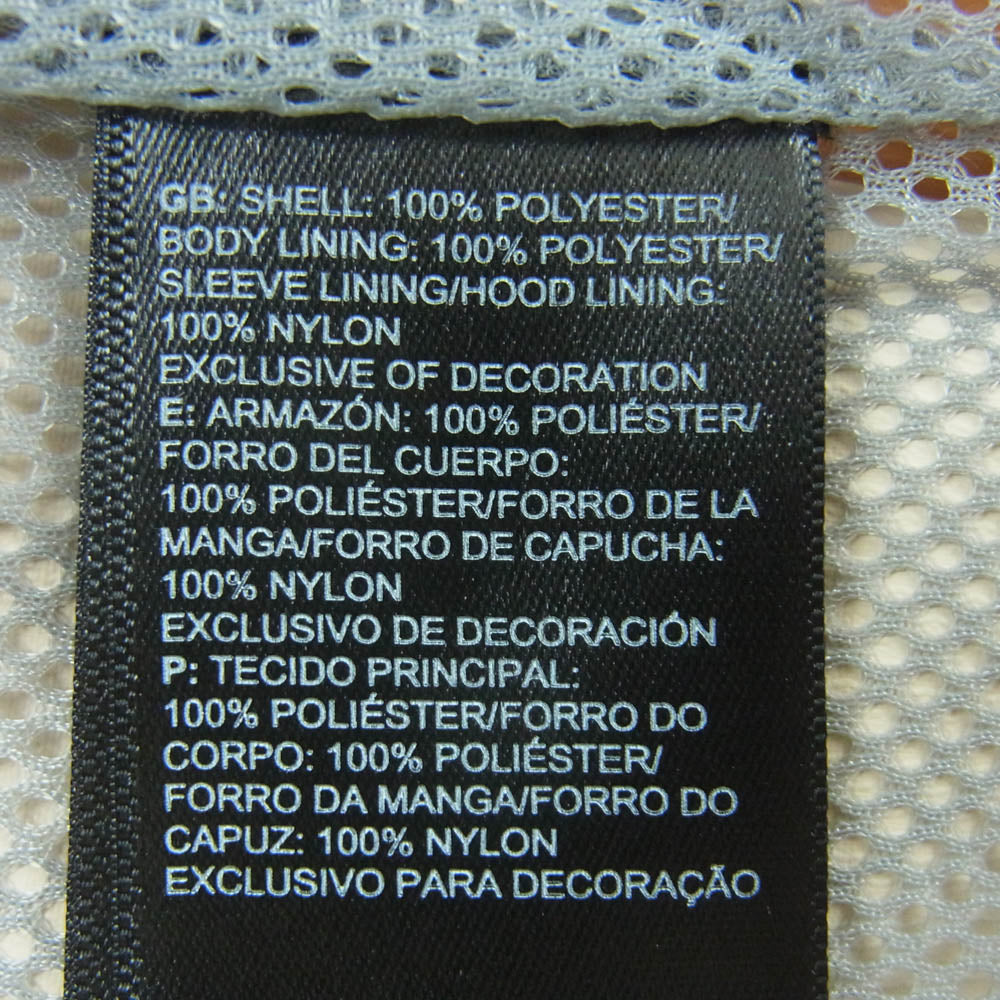 GB: SHELL: 100% POLYESTER/
BODY LINING: 100% POLYESTER/
SLEEVE LINING/HOOD LINING:
100% NYLON
EXCLUSIVE OF DECORATION
E: ARMAZÓN: 100% POLIÉSTER/
FORRO DEL CUERPO:
100% POLIÉSTER/FORRO DE LA
MANGA/FORRO DE CAPUCHA:
100% NYLON
EXCLUSIVO DE DECORACIÓN
P: TECIDO PRINCIPAL:
100% POLIÉSTER/FORRO DO
CORPO: 100% POLIÉSTER/
FORRO DA MANGA/FORRO DO
CAPUZ: 100% NYLON
EXCLUSIVO PARA DECORAÇÃO